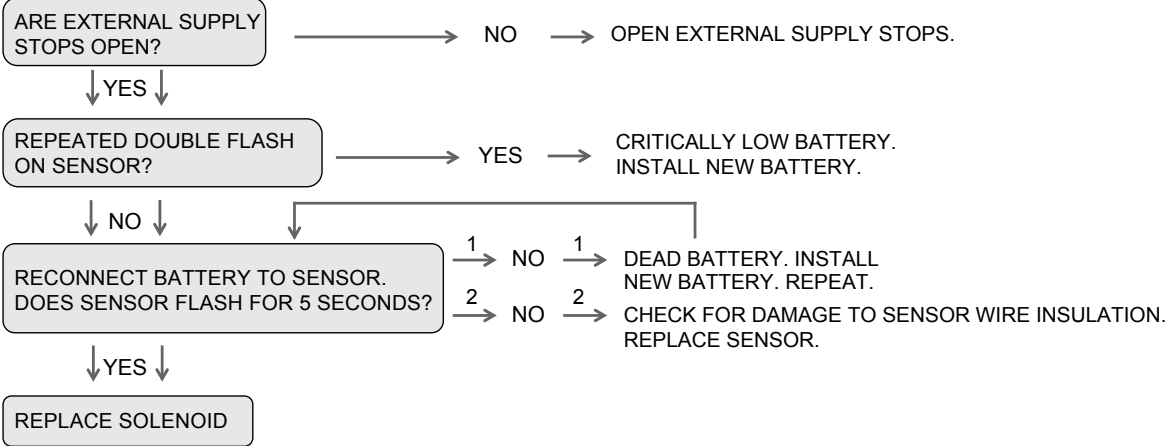 ARE EXTERNAL SUPPLY
STOPS OPEN?
NO
OPEN EXTERNAL SUPPLY STOPS.
YES
REPEATED DOUBLE FLASH
ON SENSOR?
YES
CRITICALLY LOW BATTERY.
INSTALL NEW BATTERY.
NO
RECONNECT BATTERY TO SENSOR.
DOES SENSOR FLASH FOR 5 SECONDS?
1 NO 1
DEAD BATTERY. INSTALL
NEW BATTERY. REPEAT.
2 NO 2
CHECK FOR DAMAGE TO SENSOR WIRE INSULATION.
REPLACE SENSOR.
YES
REPLACE SOLENOID